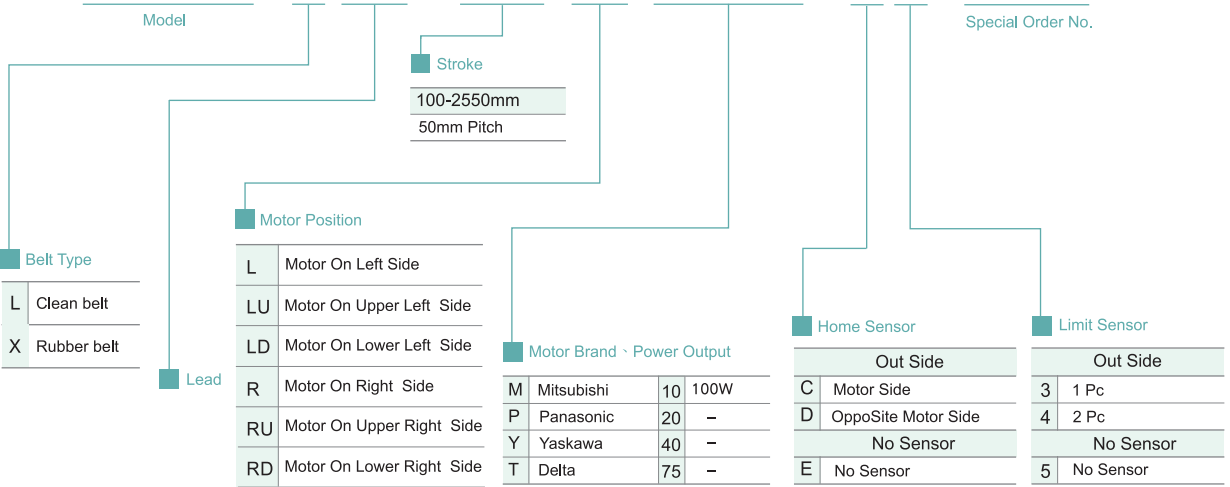 Model
Special Order No.
Stroke
100-2550mm
50mm Pitch
Motor Position
L Motor On Left Side
LU Motor On Upper Left Side
LD Motor On Lower Left Side
R Motor On Right Side
RU Motor On Upper Right Side
RD Motor On Lower Right Side
Belt Type
L Clean belt
X Rubber belt
Lead
Motor Brand、Power Output
M Mitsubishi 10 100W
P Panasonic 20 –
Y Yaskawa 40 –
T Delta 75 –
Home Sensor
Out Side
C Motor Side
D OppoSite Motor Side
No Sensor
E No Sensor
Limit Sensor
Out Side
3 1 Pc
4 2 Pc
No Sensor
5 No Sensor